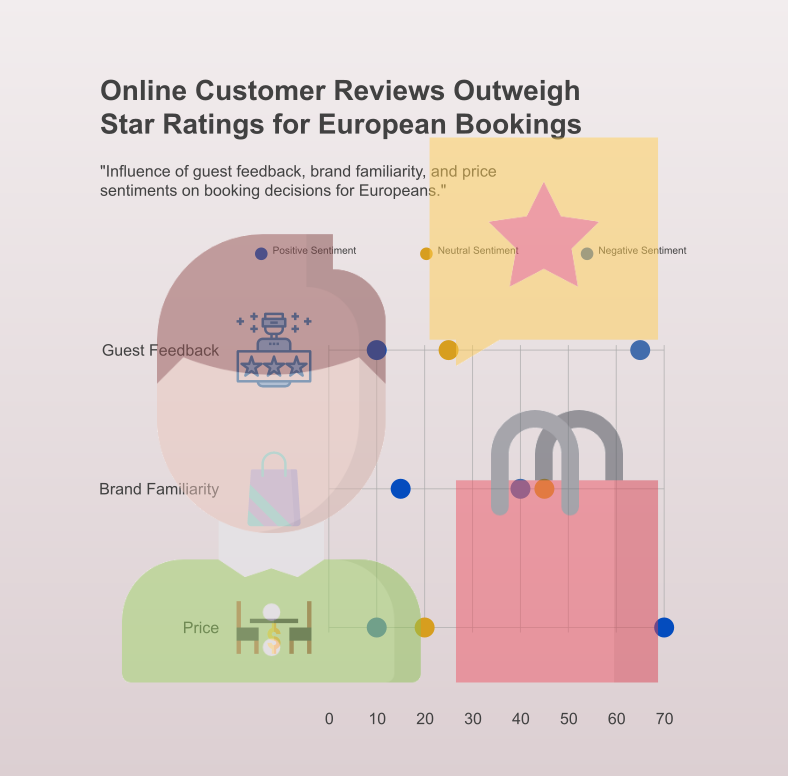 Online Customer Reviews Outweigh
Star Ratings for European Bookings
"Influence of guest feedback, brand familiarity, and price
sentiments on booking decisions for Europeans."
Positive Sentiment Neutral Sentiment Negative Sentiment
Guest Feedback
Brand Familiarity
Price
0 10 20 30 40 50 60 70